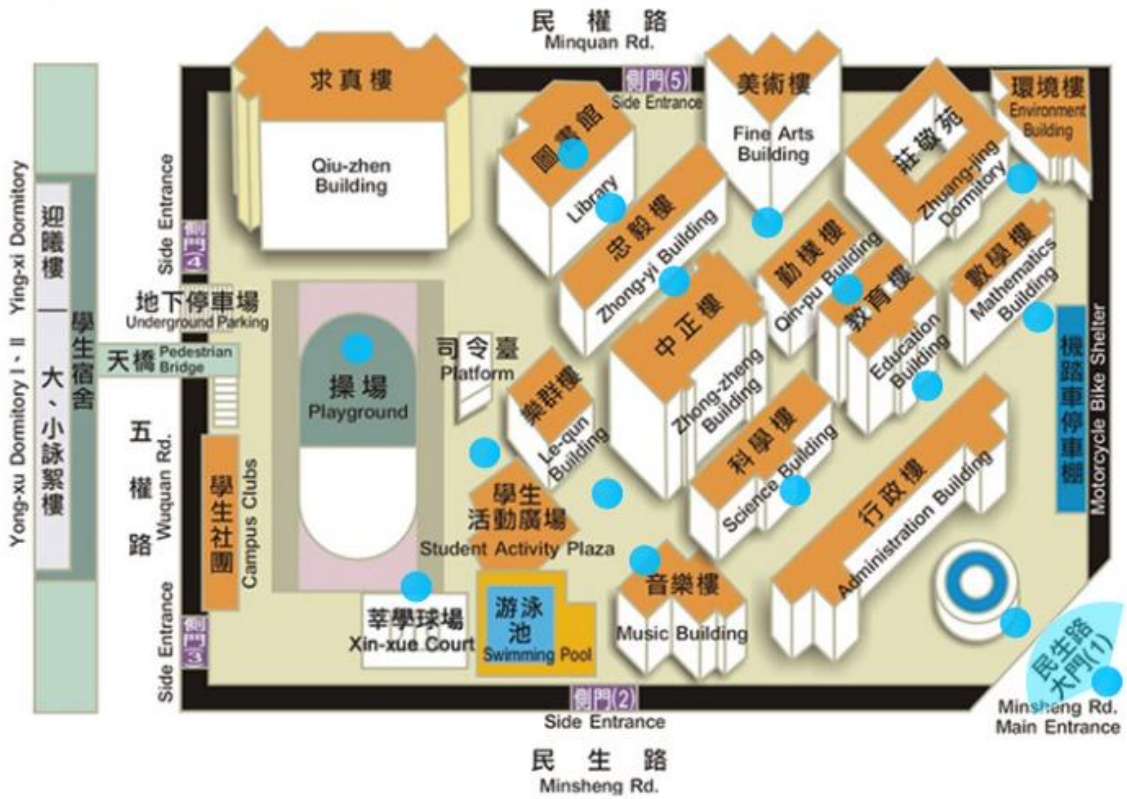 民權路
Minquan Rd.
求真樓
Qiu-zhen
Building
圖書館
Library
側門(5)
Side Entrance
美術樓
Fine Arts
Building
莊敬苑
Zhuang-jing
Dormitory
環境樓
Environment
Building
忠毅樓
Zhong-yi Building
勤樸樓
Qin-pu Building
教育樓
Education
Building
數學樓
Mathematics
Building
機踏車停車棚
Motorcycle Bike Shelter
中正樓
Zhong-zheng
Building
科學樓
Science Building
行政樓
Administration Building
Side Entrance
側門(4)
迎曦樓
Ying-xi Dormitory
大、小詠絮樓
Yong-xu Dormitory I、II
學生宿舍
地下停車場
Underground Parking
天橋
Pedestrian
Bridge
五權路
Wuquan Rd.
學生社團
Campus Clubs
操場
Playground
司令臺
Platform
樂群樓
Le-qun
Building
學生
活動廣場
Student Activity Plaza
Side Entrance
側門(3)
莘學球場
Xin-xue Court
游泳
池
Swimming Pool
音樂樓
Music Building
民生路
大門(1)
Minsheng Rd.
Main Entrance
側門(2)
Side Entrance
民生路
Minsheng Rd.